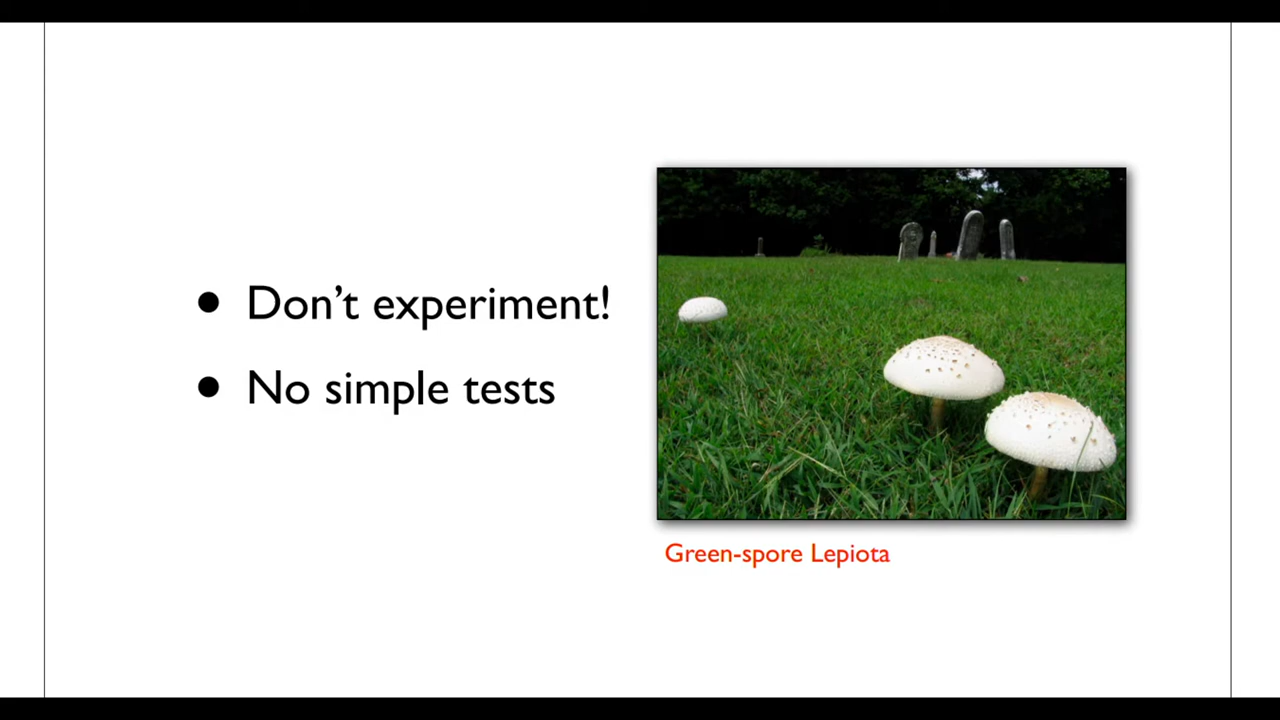 • Don’t experiment!
• No simple tests
Green-spore Lepiota